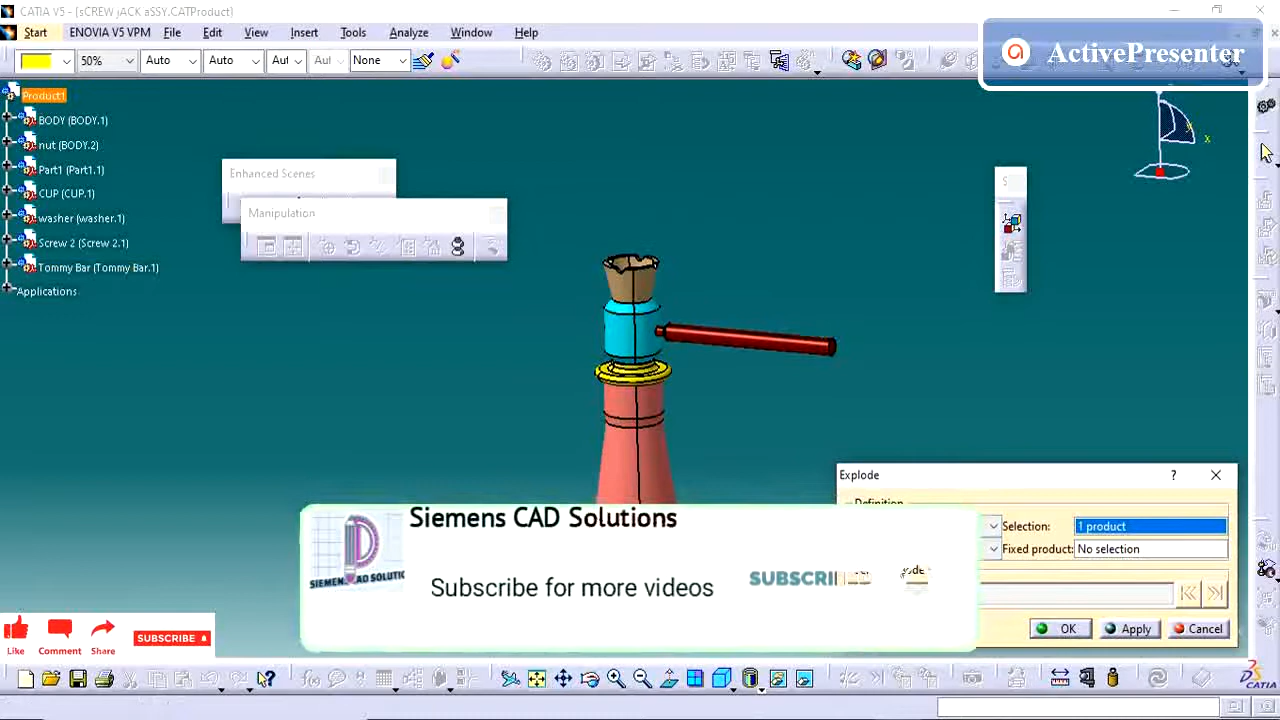 CATIA V5 - [sCREW jACK aSSY.CATProduct]
Start ENOVIA V5 VPM File Edit View Insert Tools Analyze Window Help
ActivePresenter
50% Auto Auto Aut Aut None
Product1
BODY (BODY.1)
nut (BODY.2)
Part1 (Part1.1)
CUP (CUP.1)
washer (washer.1)
Screw 2 (Screw 2.1)
Tommy Bar (Tommy Bar.1)
Applications
Enhanced Scenes
Manipulation
S
x
Explode
Definition
Selection: 1 product
Fixed product: No selection
OK Apply Cancel
Siemens CAD Solutions
Subscribe for more videos
SUBSCRI
Like Comment Share SUBSCRIBE
CATIA